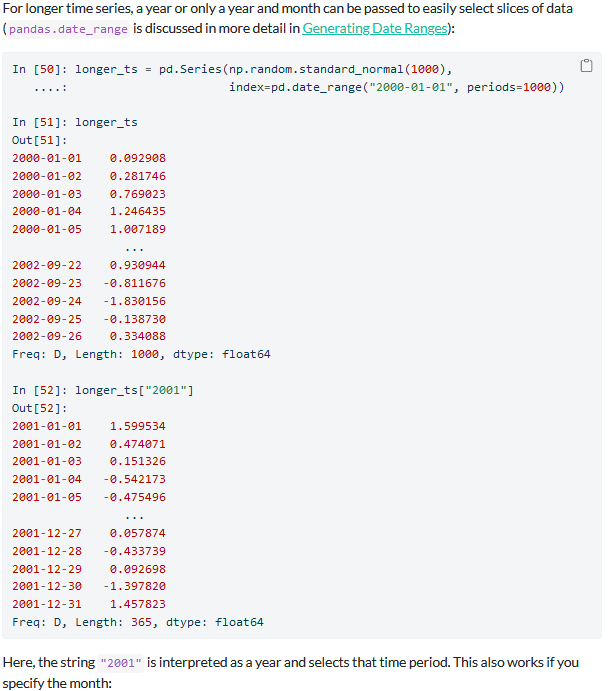 For longer time series, a year or only a year and month can be passed to easily select slices of data
(pandas.date_range is discussed in more detail in Generating Date Ranges):
In [50]: longer_ts = pd.Series(np.random.standard_normal(1000),
   ....:                       index=pd.date_range("2000-01-01", periods=1000))
In [51]: longer_ts
Out[51]:
2000-01-01    0.092908
2000-01-02    0.281746
2000-01-03    0.769023
2000-01-04    1.246435
2000-01-05    1.007189
                ...
2002-09-22    0.930944
2002-09-23   -0.811676
2002-09-24   -1.830156
2002-09-25   -0.138730
2002-09-26    0.334088
Freq: D, Length: 1000, dtype: float64
In [52]: longer_ts["2001"]
Out[52]:
2001-01-01    1.599534
2001-01-02    0.474071
2001-01-03    0.151326
2001-01-04   -0.542173
2001-01-05   -0.475496
                ...
2001-12-27    0.057874
2001-12-28   -0.433739
2001-12-29    0.092698
2001-12-30   -1.397820
2001-12-31    1.457823
Freq: D, Length: 365, dtype: float64
Here, the string "2001" is interpreted as a year and selects that time period. This also works if you
specify the month: